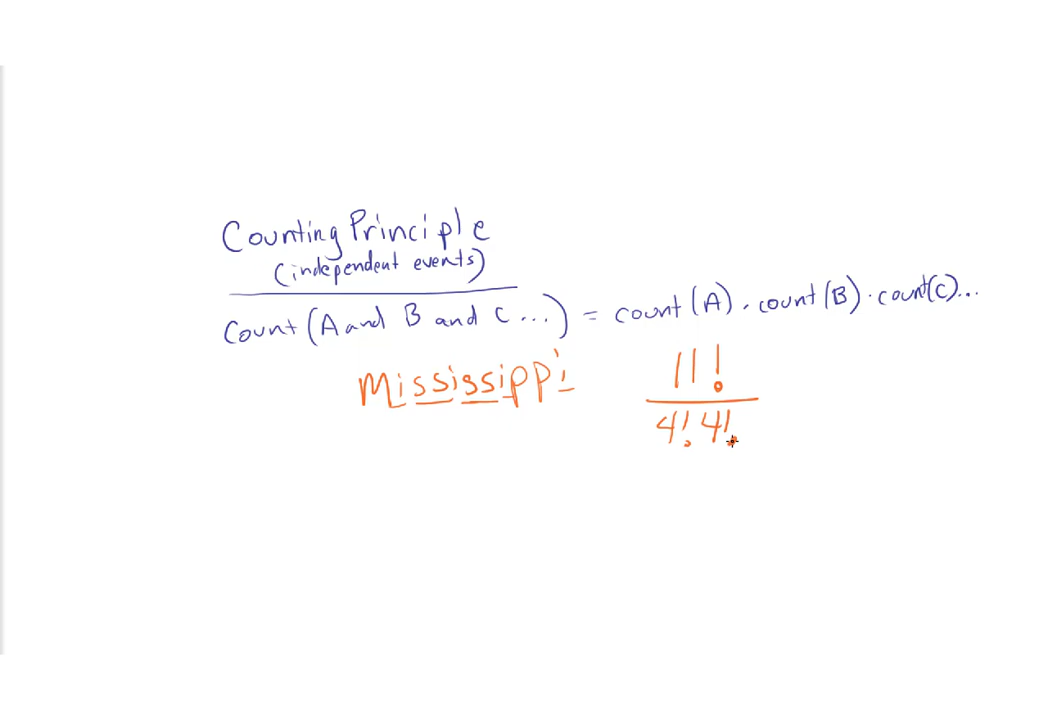 Counting Principle
(independent events)
Count (A and B and C ...) = count (A) . count (B) . count (C) ...
Mississippi
11!
4! 4!